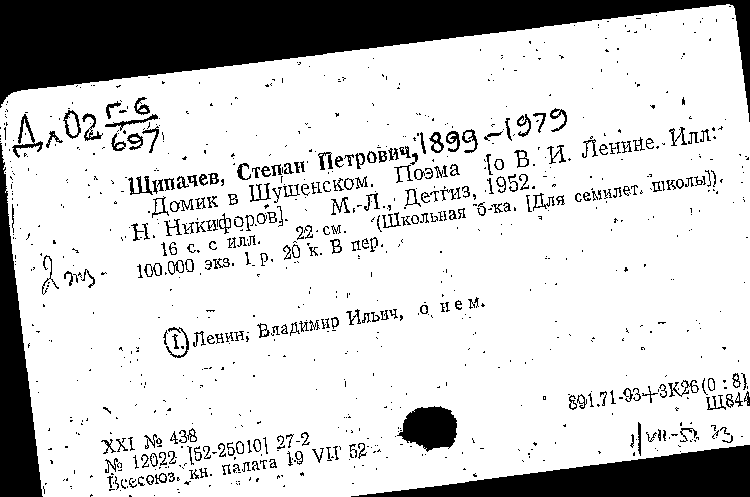 Дл02 Г-6/697
Щипачев, Степан Петрович, 1899-1979
Домик в Шушенском. Поэма [о В. И. Ленине. Илл:
Н. Никифоров]. М.-Л., Детгиз, 1952.
16 с. с илл. 22 см. (Школьная б-ка. [Для семилет. школы]).
100.000 экз. 1 р. 20 к. В пер.
2 экз.
1. Ленин, Владимир Ильич, о нем.
891.71-93+3К26(0 : 8)
Щ844
XXI № 438
№ 12022 [52-25010] 27-2
Всесоюз. кн. палата 19 VII 52